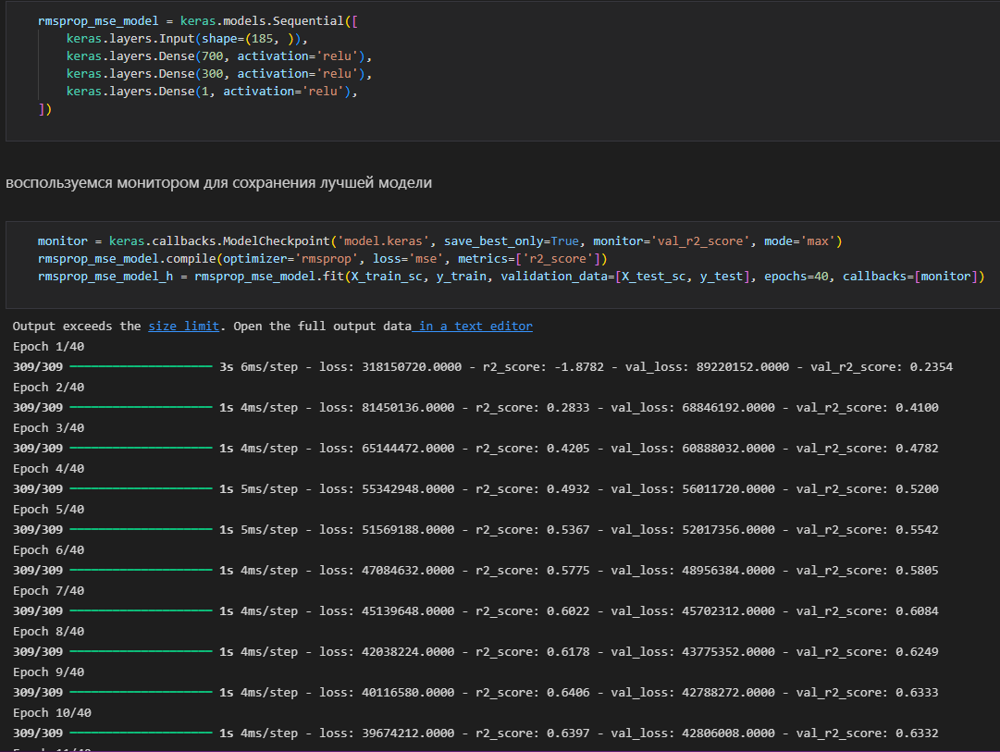 rmsprop_mse_model = keras.models.Sequential([
    keras.layers.Input(shape=(185, )),
    keras.layers.Dense(700, activation='relu'),
    keras.layers.Dense(300, activation='relu'),
    keras.layers.Dense(1, activation='relu'),
])
воспользуемся монитором для сохранения лучшей модели
monitor = keras.callbacks.ModelCheckpoint('model.keras', save_best_only=True, monitor='val_r2_score', mode='max')
rmsprop_mse_model.compile(optimizer='rmsprop', loss='mse', metrics=['r2_score'])
rmsprop_mse_model_h = rmsprop_mse_model.fit(X_train_sc, y_train, validation_data=[X_test_sc, y_test], epochs=40, callbacks=[monitor])
Output exceeds the size limit. Open the full output data in a text editor
Epoch 1/40
309/309 3s 6ms/step - loss: 318150720.0000 - r2_score: -1.8782 - val_loss: 89220152.0000 - val_r2_score: 0.2354
Epoch 2/40
309/309 1s 4ms/step - loss: 81450136.0000 - r2_score: 0.2833 - val_loss: 68846192.0000 - val_r2_score: 0.4100
Epoch 3/40
309/309 1s 4ms/step - loss: 65144472.0000 - r2_score: 0.4205 - val_loss: 60888032.0000 - val_r2_score: 0.4782
Epoch 4/40
309/309 1s 5ms/step - loss: 55342948.0000 - r2_score: 0.4932 - val_loss: 56011720.0000 - val_r2_score: 0.5200
Epoch 5/40
309/309 1s 5ms/step - loss: 51569188.0000 - r2_score: 0.5367 - val_loss: 52017356.0000 - val_r2_score: 0.5542
Epoch 6/40
309/309 1s 4ms/step - loss: 47084632.0000 - r2_score: 0.5775 - val_loss: 48956384.0000 - val_r2_score: 0.5805
Epoch 7/40
309/309 1s 4ms/step - loss: 45139648.0000 - r2_score: 0.6022 - val_loss: 45702312.0000 - val_r2_score: 0.6084
Epoch 8/40
309/309 1s 4ms/step - loss: 42038224.0000 - r2_score: 0.6178 - val_loss: 43775352.0000 - val_r2_score: 0.6249
Epoch 9/40
309/309 1s 4ms/step - loss: 40116580.0000 - r2_score: 0.6406 - val_loss: 42788272.0000 - val_r2_score: 0.6333
Epoch 10/40
309/309 1s 4ms/step - loss: 39674212.0000 - r2_score: 0.6397 - val_loss: 42806008.0000 - val_r2_score: 0.6332